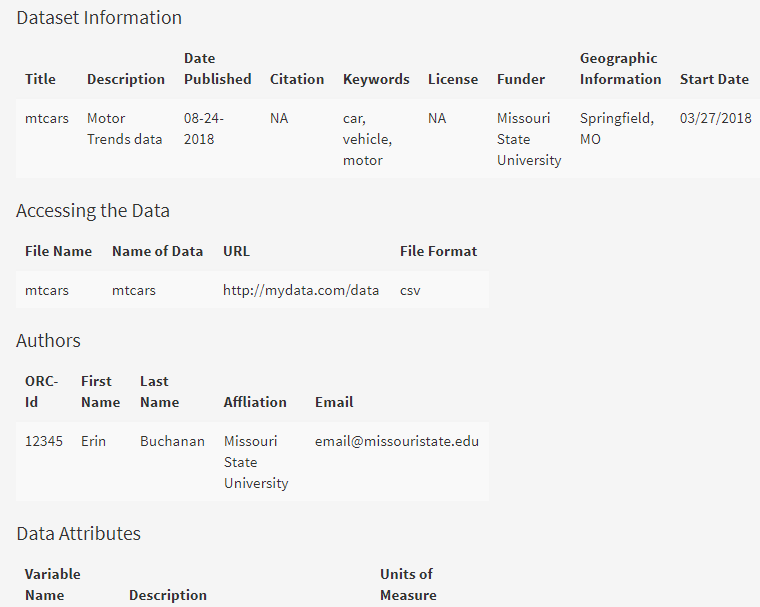 Dataset Information
Date Geographic
Title Description Published Citation Keywords License Funder Information Start Date
mtcars Motor 08-24- NA car, NA Missouri Springfield, 03/27/2018
Trends data 2018 vehicle, State MO
motor University
Accessing the Data
File Name Name of Data URL File Format
mtcars mtcars http://mydata.com/data csv
Authors
ORC- First Last
Id Name Name Affliation Email
12345 Erin Buchanan Missouri email@missouristate.edu
State
University
Data Attributes
Variable Units of
Name Description Measure